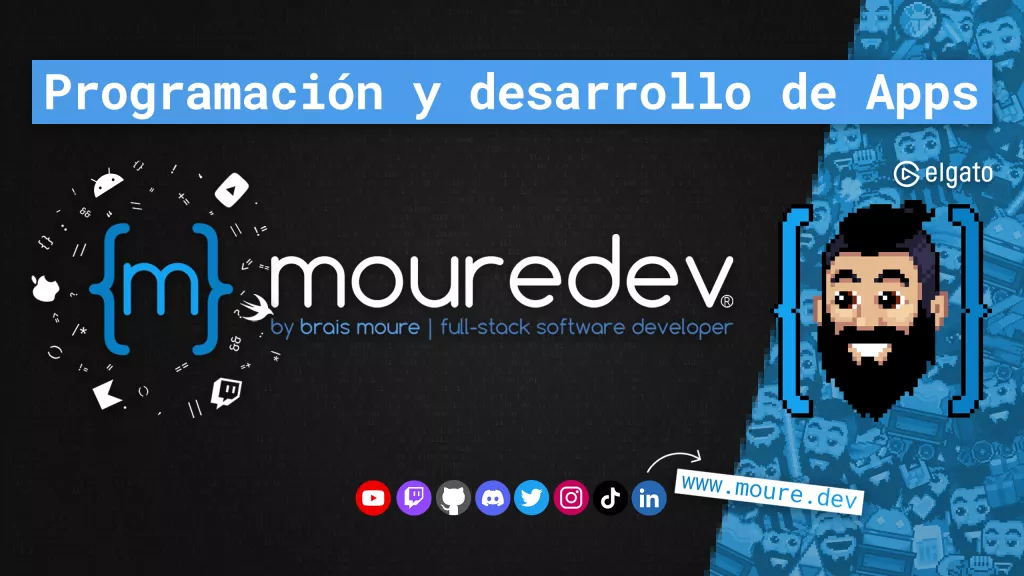 Programación y desarrollo de Apps
elgato
{m}
mouredev®
by brais moure | full-stack software developer
www.moure.dev